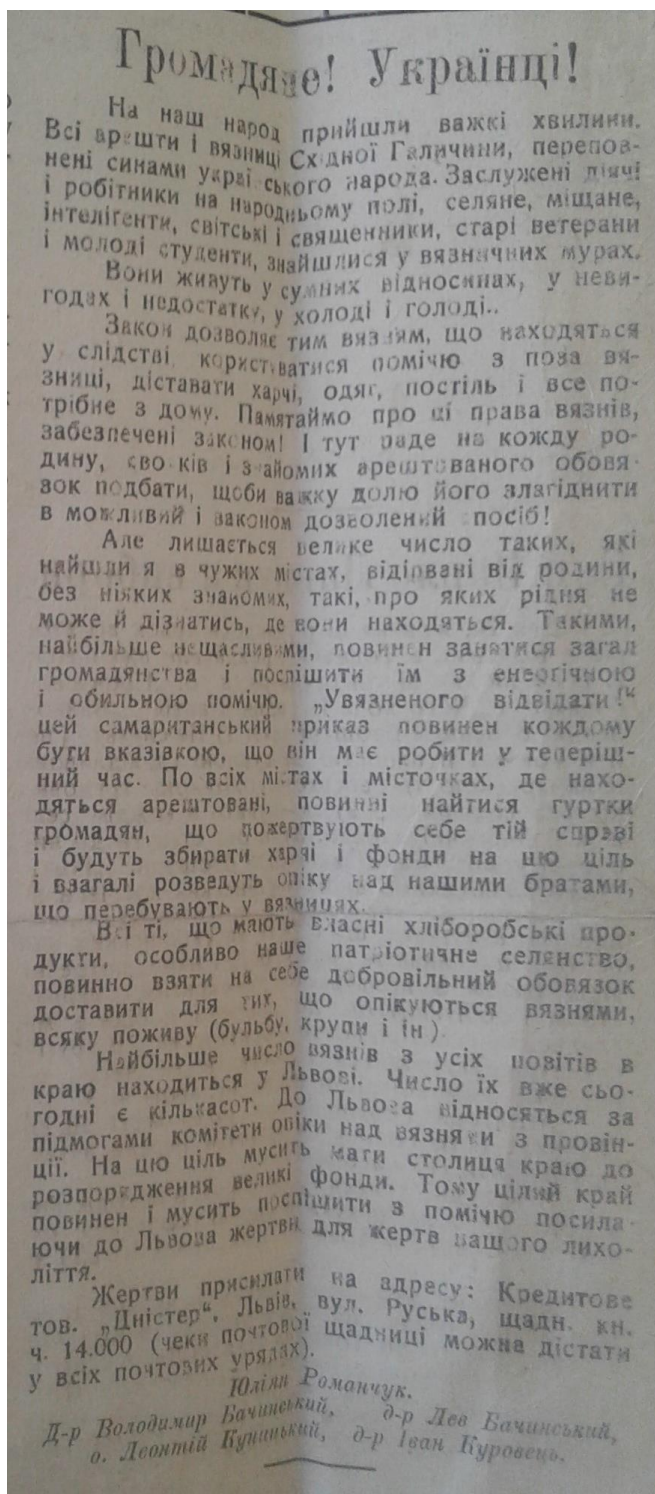 Громадяне! Українці!
На наш народ прийшли важкі хвилини.
Всі арешти і вязниці Східної Галичини, перепов-
нені синами українського народа. Заслужені діячі
і робітники на народньому полі, селяне, міщане,
інтеліґенти, світські і священники, старі ветерани
і молоді студенти, знайшлися у вязничних мурах.
Вони живуть у сумних відносинах, у неви-
годах і недостатку, у холоді і голоді..
Закон дозволяє тим вязням, що находяться
у слідстві користуватися помічю з поза вя-
зниці, діставати харчі, одяг, постіль і все по-
трібне з дому. Памятаймо про ці права вязнів,
забезпечені законом! І тут паде на кожду ро-
дину, свояків і знайомих арештованого обовя-
зок подбати, щоби важку долю його злагіднити
в можливий і законом дозволений спосіб!
Але лишається велике число таких, які
найшлися в чужих містах, відірвані від родини,
без ніяких знакомих, такі, про яких рідня не
може й дізнатись, де вони находяться. Такими,
найбільше нещасливими, повинен занятися загал
громадянства і поспішити їм з енергічною
і обильною помічю. „Увязненого відвідати!“
цей самаританський приказ повинен кождому
бути вказівкою, що він має робити у теперіш-
ний час. По всіх містах і місточках, де нахо-
дяться арештовані, повинні найтися гуртки
громадян, що пожертвують себе тій справі
і будуть збирати харчі і фонди на цю ціль
і взагалі розведуть опіку над нашими братами,
що перебувають у вязницях.
Всі ті, що мають власні хліборобські про-
дукти, особливо наше патріотичне селянство,
повинно взяти на себе добровільний обовязок
доставити для тих, що опікуються вязнями,
всяку поживу (бульбу, крупи і ін).
Найбільше число вязнів з усіх повітів в
краю находиться у Львові. Число їх вже сьо-
годні є кількасот. До Львова відносяться за
підмогами комітети опіки над вязнями з провін-
ції. На цю ціль мусить мати столиця краю до
розпорядження великі фонди. Тому цілий край
повинен і мусить поспішити з помічю посила-
ючи до Львова жертви для жертв нашого лихо-
ліття.
Жертви присилати на адресу: Кредитове
тов. „Дністер“, Львів, вул. Руська, щадн. кн.
ч. 14.000 (чеки почтової щадниці можна дістати
у всіх почтових урядах).
Юліян Романчук.
Д-р Володимир Бачинський, д-р Лев Бачинський,
о. Леонтій Куницький, д-р Іван Куровець.